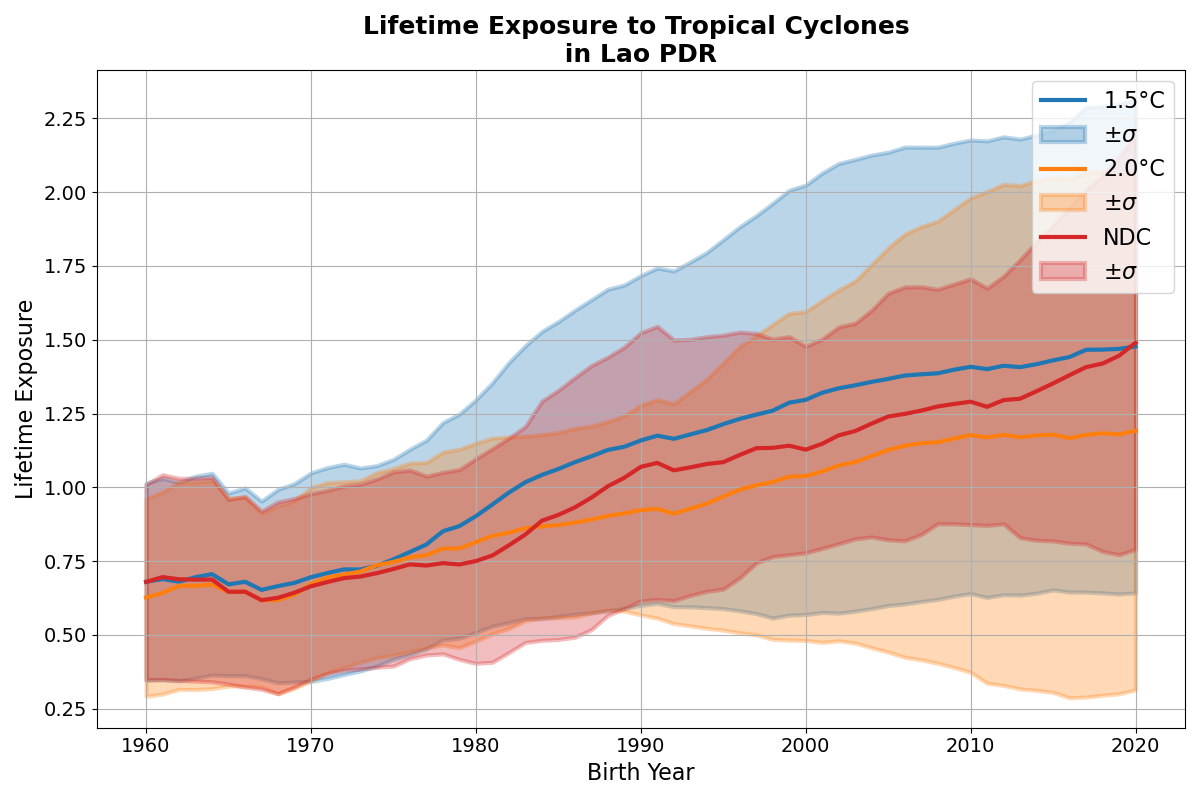 Lifetime Exposure to Tropical Cyclones
in Lao PDR
Lifetime Exposure
2.25
2.00
1.75
1.50
1.25
1.00
0.75
0.50
0.25
1960
1970
1980
1990
2000
2010
2020
Birth Year
1.5°C
±σ
2.0°C
±σ
NDC
±σ